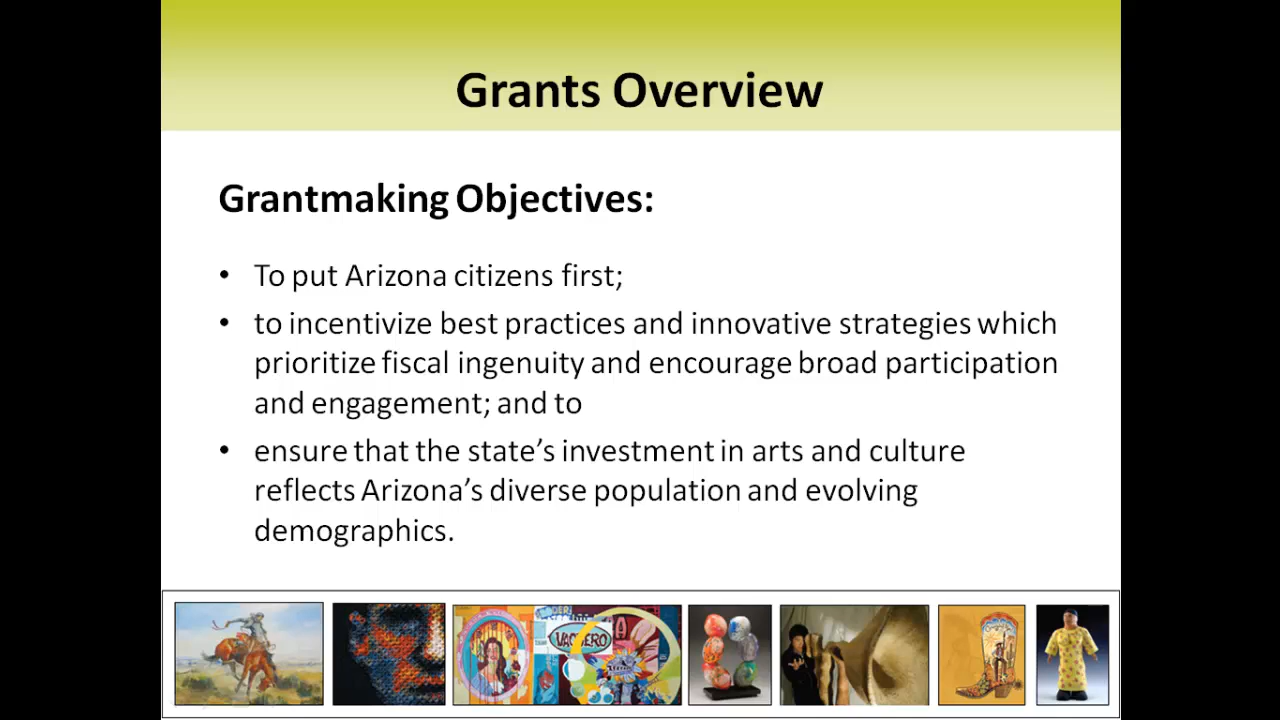 Grants Overview
Grantmaking Objectives:
• To put Arizona citizens first;
• to incentivize best practices and innovative strategies which
prioritize fiscal ingenuity and encourage broad participation
and engagement; and to
• ensure that the state's investment in arts and culture
reflects Arizona's diverse population and evolving
demographics.
VAQUERO